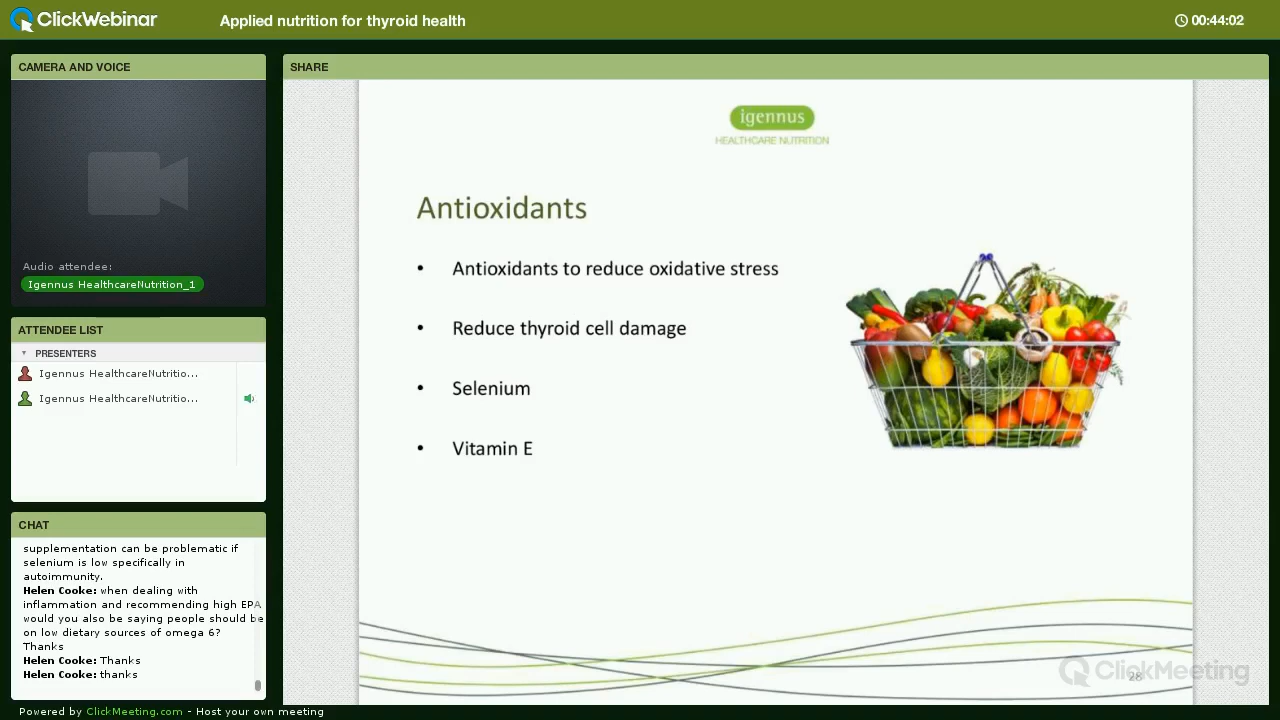 ClickWebinar
Applied nutrition for thyroid health
00:44:02
CAMERA AND VOICE
Audio attendee:
Igennus HealthcareNutrition_1
ATTENDEE LIST
PRESENTERS
Igennus HealthcareNutritio...
Igennus HealthcareNutritio...
CHAT
supplementation can be problematic if
selenium is low specifically in
autoimmunity.
Helen Cooke: when dealing with
inflammation and recommending high EPA
would you also be saying people should be
on low dietary sources of omega 6?
Thanks
Helen Cooke: Thanks
Helen Cooke: thanks
SHARE
igennus
HEALTHCARE NUTRITION
Antioxidants
• Antioxidants to reduce oxidative stress
• Reduce thyroid cell damage
• Selenium
• Vitamin E
ClickMeeting
28
Powered by ClickMeeting.com - Host your own meeting